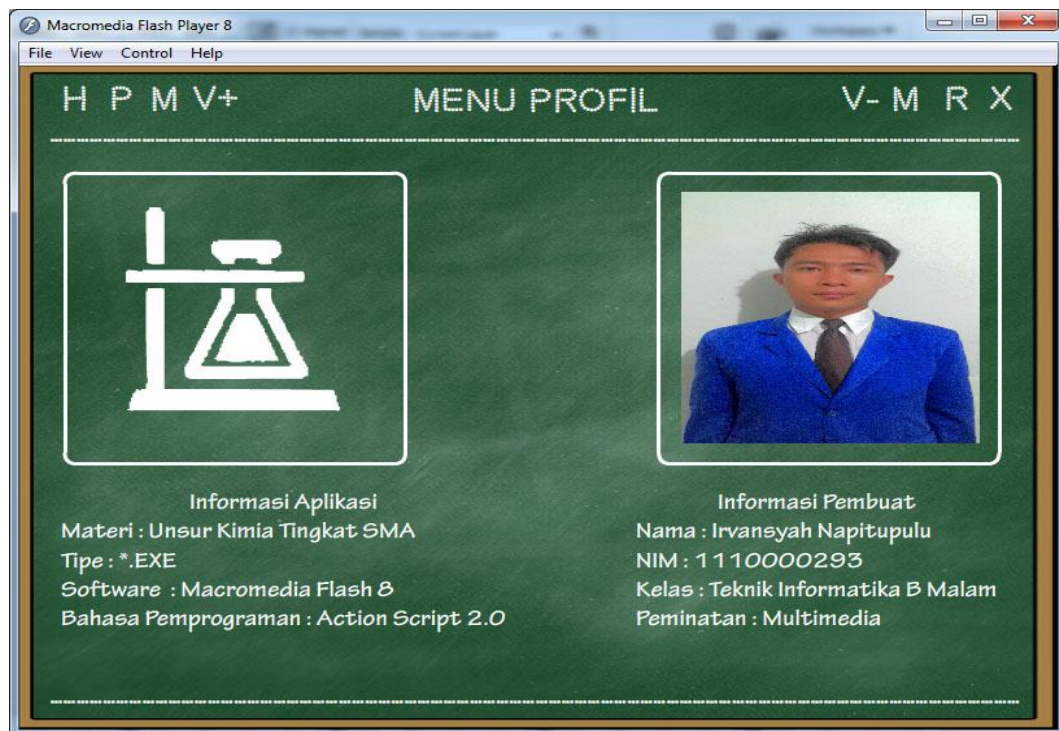 Macromedia Flash Player 8
File View Control Help
H P M V+ MENU PROFIL V- M R X
Informasi Aplikasi
Materi : Unsur Kimia Tingkat SMA
Tipe : *.EXE
Software : Macromedia Flash 8
Bahasa Pemprograman : Action Script 2.0
Informasi Pembuat
Nama : Irvansyah Napitupulu
NIM : 1110000293
Kelas : Teknik Informatika B Malam
Peminatan : Multimedia